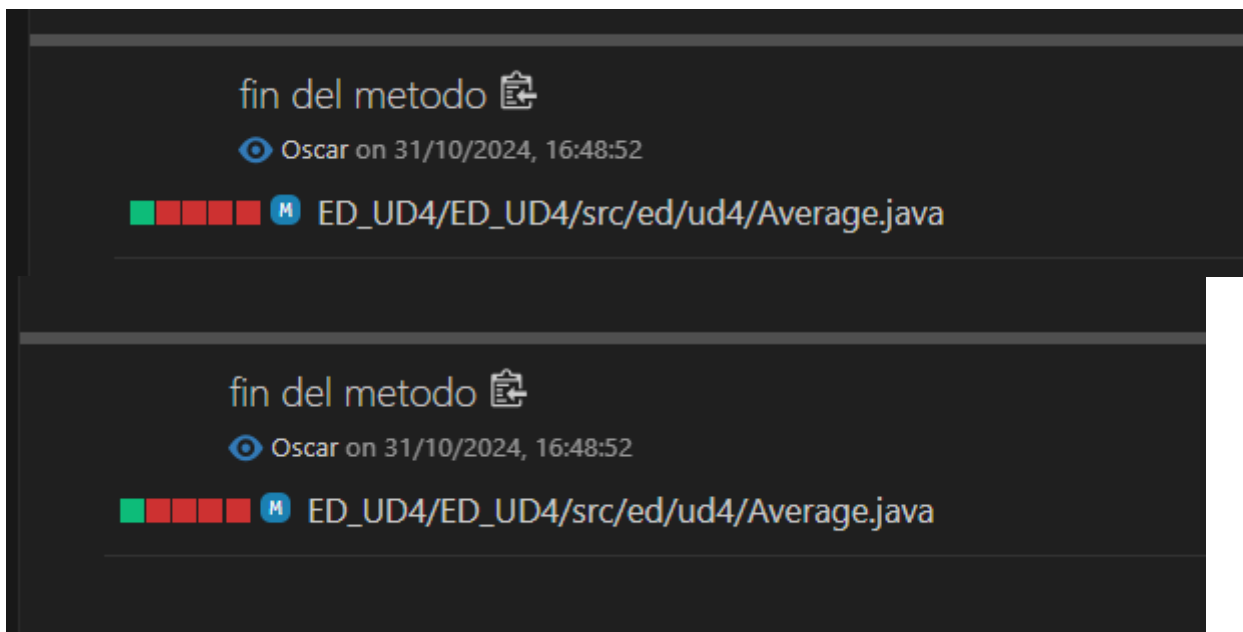 fin del metodo
Oscar on 31/10/2024, 16:48:52
M ED_UD4/ED_UD4/src/ed/ud4/Average.java
fin del metodo
Oscar on 31/10/2024, 16:48:52
M ED_UD4/ED_UD4/src/ed/ud4/Average.java